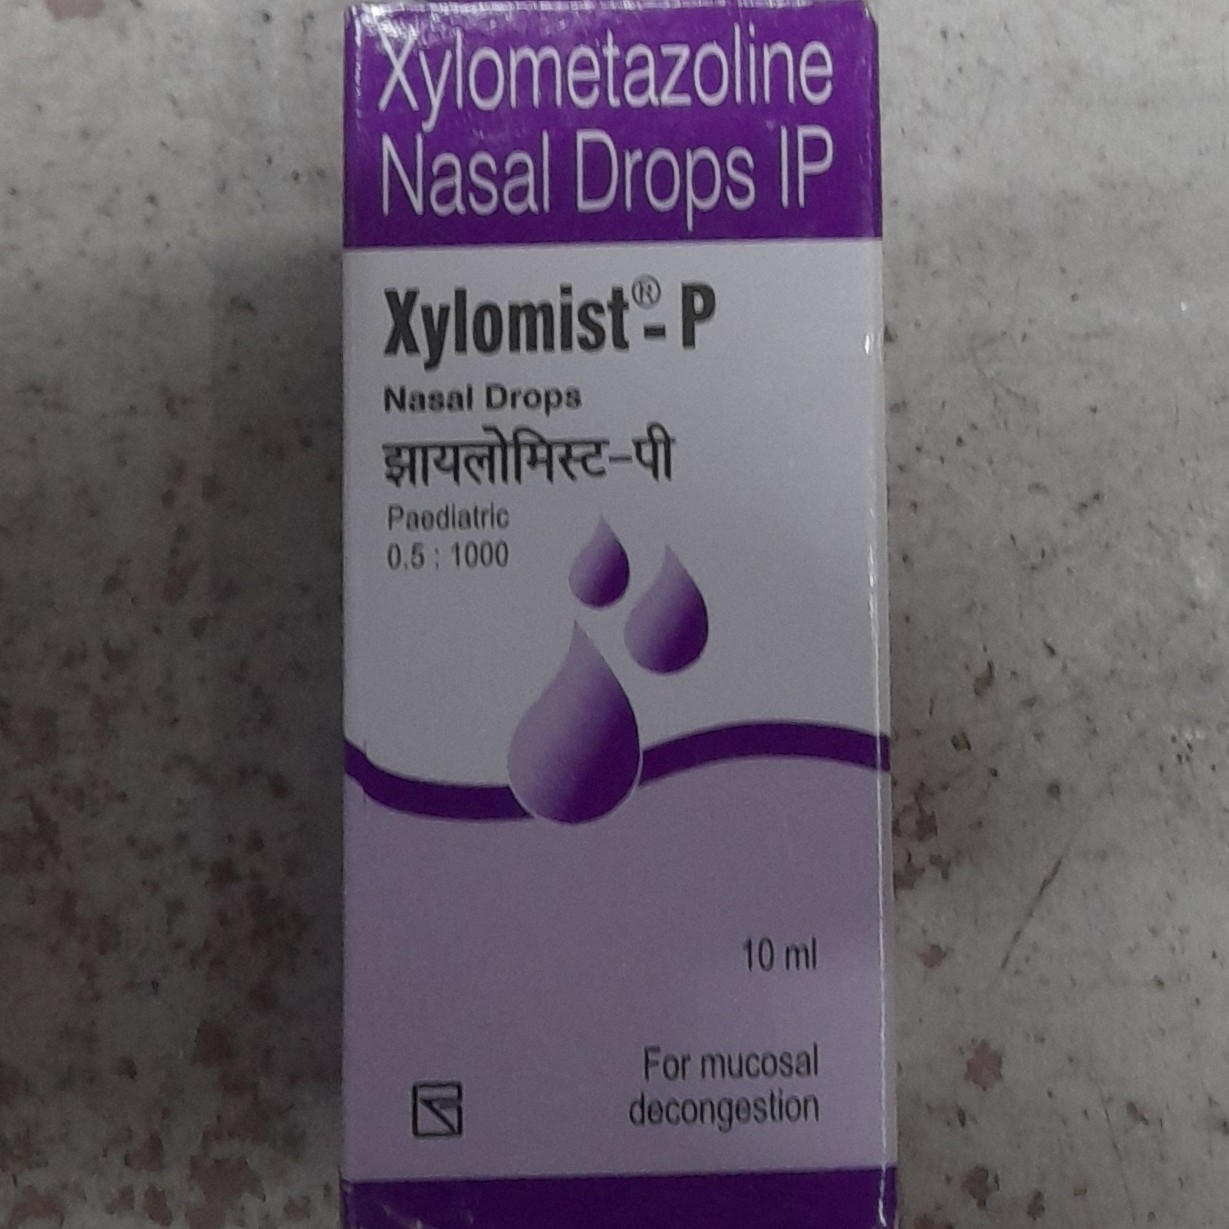 Xylometazoline
Nasal Drops IP
Xylomist®-P
Nasal Drops
झायलोमिस्ट-पी
Paediatric
0.5 : 1000
10 ml
For mucosal
decongestion